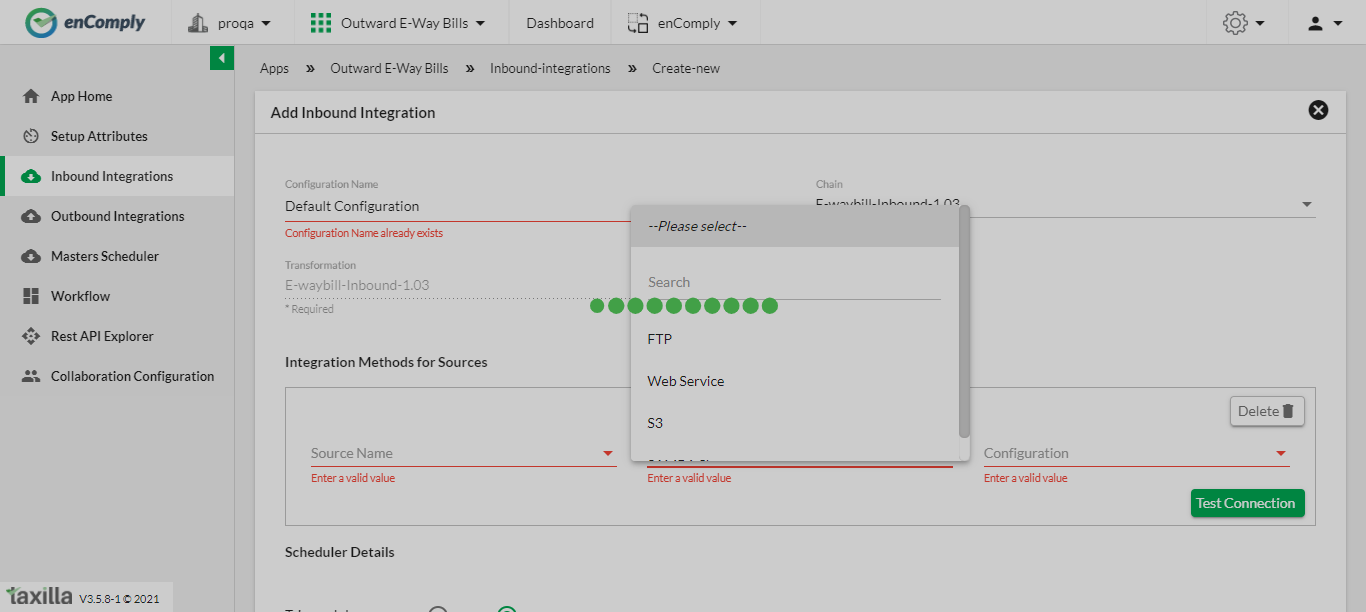 enComply
proqa
Outward E-Way Bills
Dashboard
enComply
Apps » Outward E-Way Bills » Inbound-integrations » Create-new
App Home
Setup Attributes
Inbound Integrations
Outbound Integrations
Masters Scheduler
Workflow
Rest API Explorer
Collaboration Configuration
Add Inbound Integration
Configuration Name
Default Configuration
Configuration Name already exists
Chain
E-waybill-Inbound-1.03
Transformation
E-waybill-Inbound-1.03
* Required
--Please select--
Search
FTP
Web Service
S3
Integration Methods for Sources
Delete
Source Name
Enter a valid value
Enter a valid value
Configuration
Enter a valid value
Test Connection
Scheduler Details
taxilla V3.5.8-1 © 2021